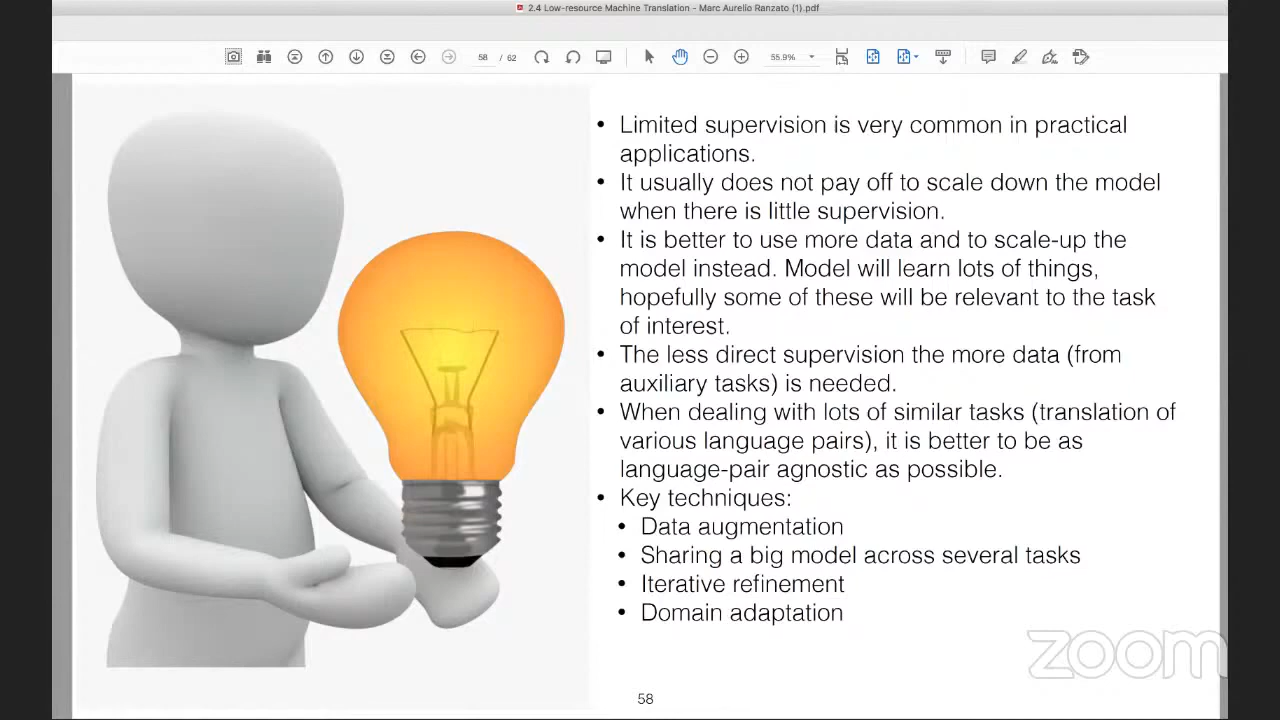 2.4 Low-resource Machine Translation - Marc Aurelio Ranzato (1).pdf
58 / 62
55.9%
• Limited supervision is very common in practical
applications.
• It usually does not pay off to scale down the model
when there is little supervision.
• It is better to use more data and to scale-up the
model instead. Model will learn lots of things,
hopefully some of these will be relevant to the task
of interest.
• The less direct supervision the more data (from
auxiliary tasks) is needed.
• When dealing with lots of similar tasks (translation of
various language pairs), it is better to be as
language-pair agnostic as possible.
• Key techniques:
• Data augmentation
• Sharing a big model across several tasks
• Iterative refinement
• Domain adaptation
zoom
58